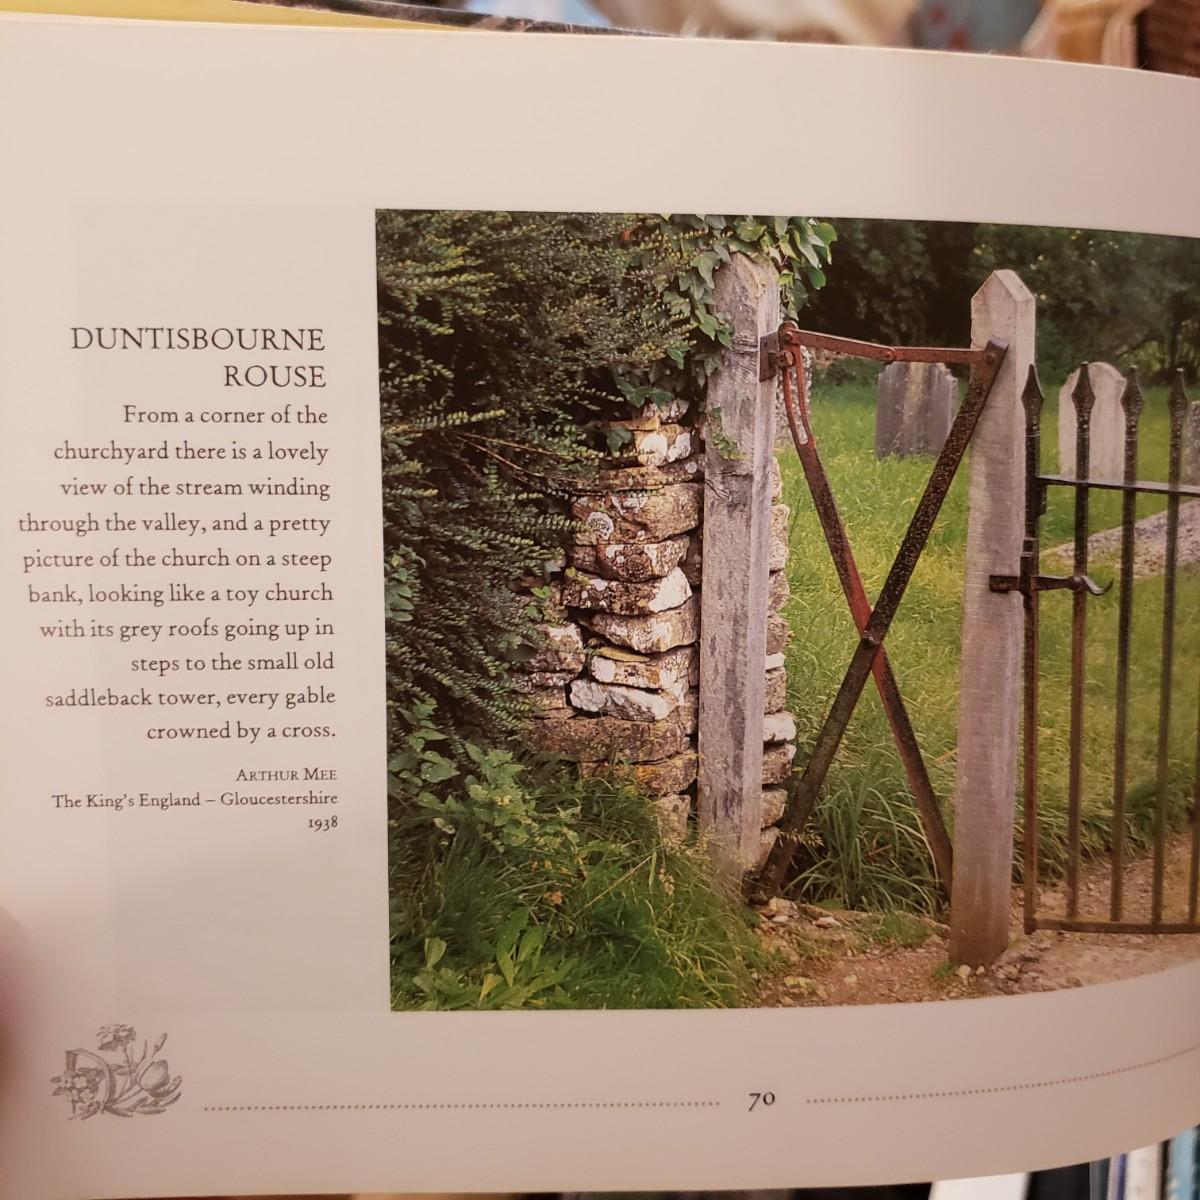 DUNTISBOURNE
ROUSE
From a corner of the
churchyard there is a lovely
view of the stream winding
through the valley, and a pretty
picture of the church on a steep
bank, looking like a toy church
with its grey roofs going up in
steps to the small old
saddleback tower, every gable
crowned by a cross.
ARTHUR MEE
The King's England – Gloucestershire
1938
70